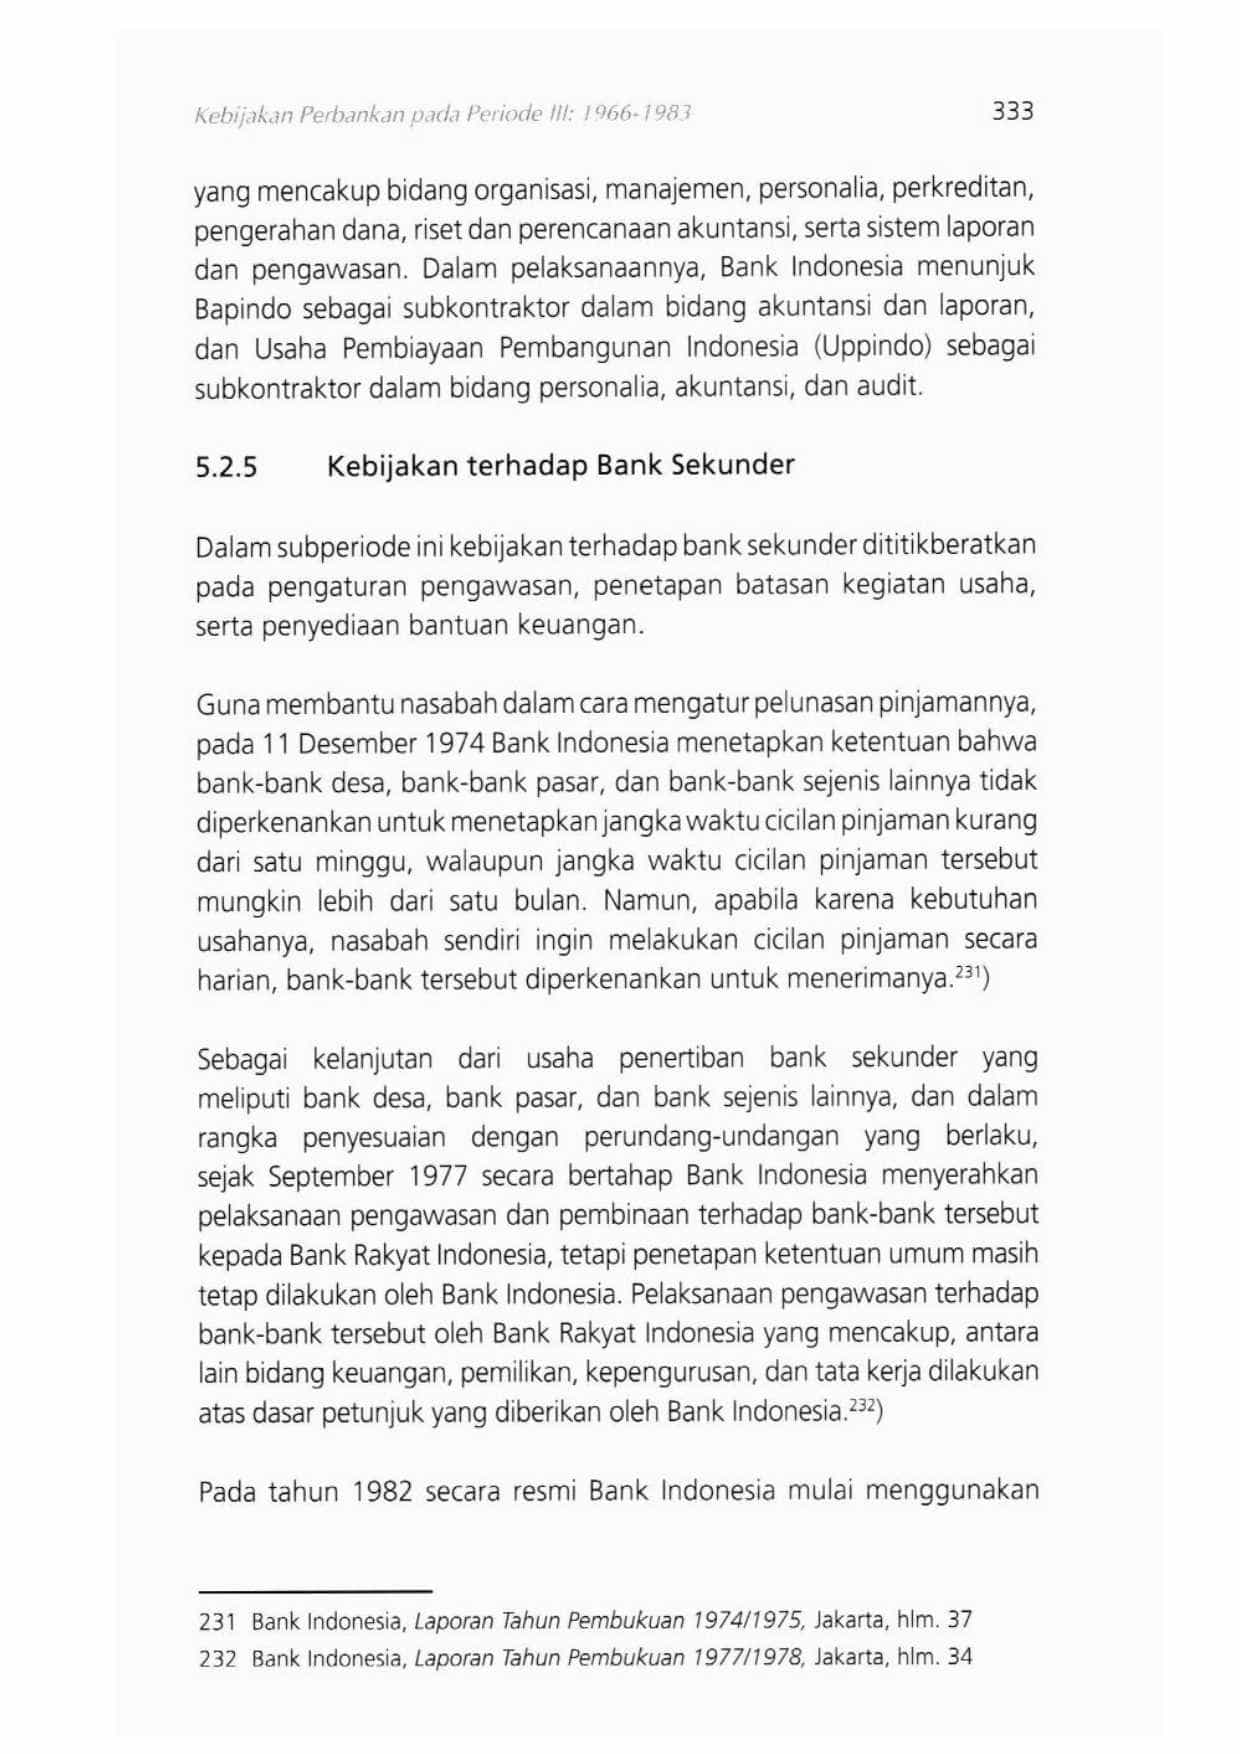 Kebijakan Perbankan pada Periode III: 1966-1983 333
yang mencakup bidang organisasi, manajemen, personalia, perkreditan,
pengerahan dana, riset dan perencanaan akuntansi, serta sistem laporan
dan pengawasan. Dalam pelaksanaannya, Bank Indonesia menunjuk
Bapindo sebagai subkontraktor dalam bidang akuntansi dan laporan,
dan Usaha Pembiayaan Pembangunan Indonesia (Uppindo) sebagai
subkontraktor dalam bidang personalia, akuntansi, dan audit.
5.2.5 Kebijakan terhadap Bank Sekunder
Dalam subperiode ini kebijakan terhadap bank sekunder dititikberatkan
pada pengaturan pengawasan, penetapan batasan kegiatan usaha,
serta penyediaan bantuan keuangan.
Guna membantu nasabah dalam cara mengatur pelunasan pinjamannya,
pada 11 Desember 1974 Bank Indonesia menetapkan ketentuan bahwa
bank-bank desa, bank-bank pasar, dan bank-bank sejenis lainnya tidak
diperkenankan untuk menetapkan jangka waktu cicilan pinjaman kurang
dari satu minggu, walaupun jangka waktu cicilan pinjaman tersebut
mungkin lebih dari satu bulan. Namun, apabila karena kebutuhan
usahanya, nasabah sendiri ingin melakukan cicilan pinjaman secara
harian, bank-bank tersebut diperkenankan untuk menerimanya.231)
Sebagai kelanjutan dari usaha penertiban bank sekunder yang
meliputi bank desa, bank pasar, dan bank sejenis lainnya, dan dalam
rangka penyesuaian dengan perundang-undangan yang berlaku,
sejak September 1977 secara bertahap Bank Indonesia menyerahkan
pelaksanaan pengawasan dan pembinaan terhadap bank-bank tersebut
kepada Bank Rakyat Indonesia, tetapi penetapan ketentuan umum masih
tetap dilakukan oleh Bank Indonesia. Pelaksanaan pengawasan terhadap
bank-bank tersebut oleh Bank Rakyat Indonesia yang mencakup, antara
lain bidang keuangan, pemilikan, kepengurusan, dan tata kerja dilakukan
atas dasar petunjuk yang diberikan oleh Bank Indonesia.232)
Pada tahun 1982 secara resmi Bank Indonesia mulai menggunakan
231 Bank Indonesia, Laporan Tahun Pembukuan 1974/1975, Jakarta, hlm. 37
232 Bank Indonesia, Laporan Tahun Pembukuan 1977/1978, Jakarta, hlm. 34